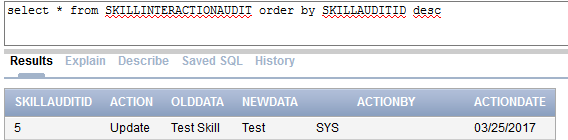 select * from SKILLINTERACTIONAUDIT order by SKILLAUDITID desc
Results Explain Describe Saved SQL History
SKILLAUDITID ACTION OLDDATA NEWDATA ACTIONBY ACTIONDATE
5 Update Test Skill Test SYS 03/25/2017